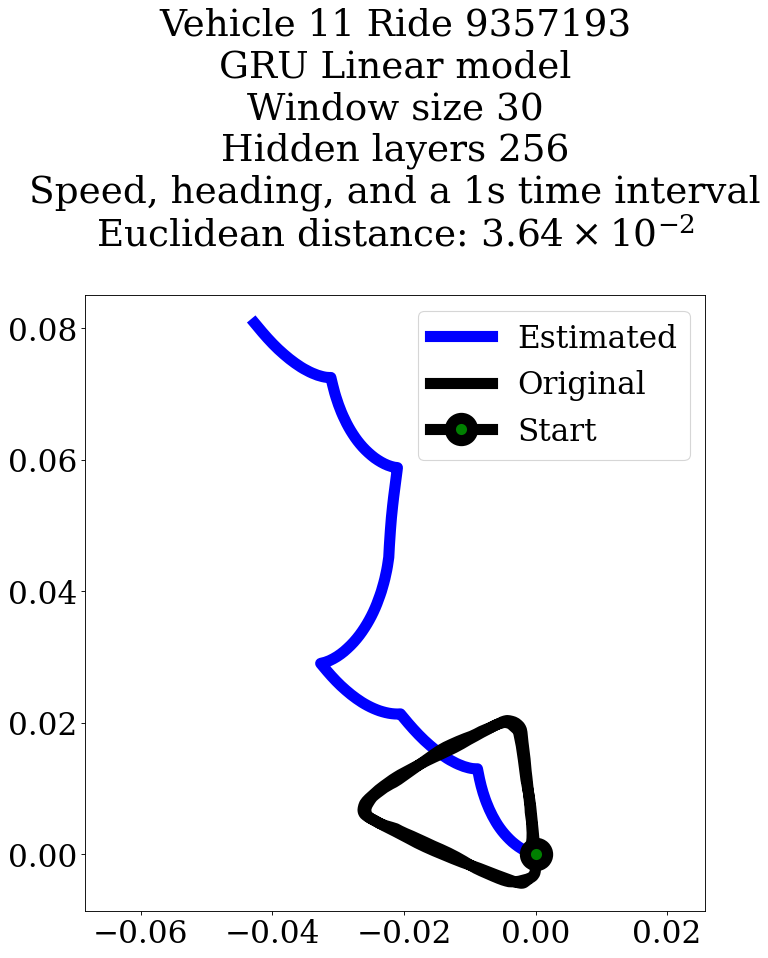 Vehicle 11 Ride 9357193
GRU Linear model
Window size 30
Hidden layers 256
Speed, heading, and a 1s time interval
Euclidean distance: 3.64 × 10⁻²
Estimated
Original
Start
0.08
0.06
0.04
0.02
0.00
−0.06 −0.04 −0.02 0.00 0.02